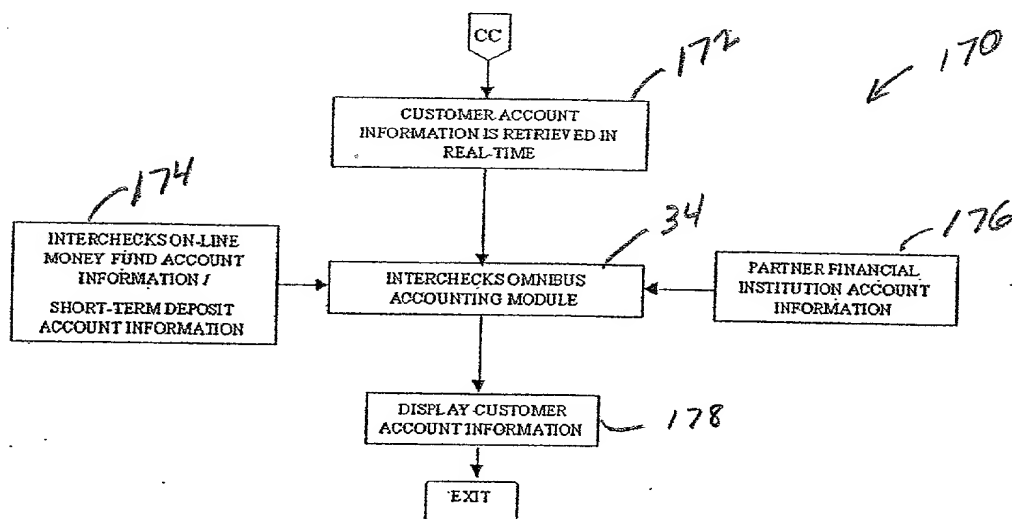 CC
172
170
CUSTOMER ACCOUNT
INFORMATION IS RETRIEVED IN
REAL-TIME
174
34
176
INTERCHECKS ON-LINE
MONEY FUND ACCOUNT
INFORMATION /
SHORT-TERM DEPOSIT
ACCOUNT INFORMATION
INTERCHECKS OMNIBUS
ACCOUNTING MODULE
PARTNER FINANCIAL
INSTITUTION ACCOUNT
INFORMATION
DISPLAY CUSTOMER
ACCOUNT INFORMATION
178
EXIT